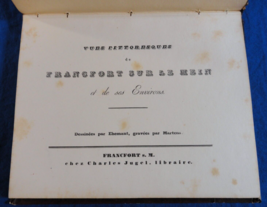 VUES PITTORESQUES
DE
FRANCFORT SUR LE MEIN
et de ses Environs.
Dessinées par Ehemant, gravées par Martens.
FRANCFORT s. M.
chez Charles Jugel, libraire.